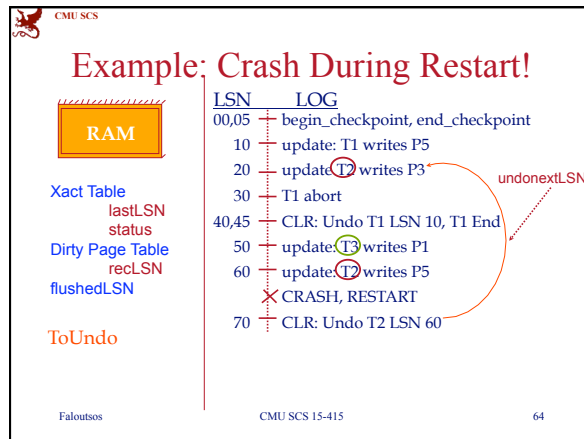 CMU SCS
Example: Crash During Restart!
RAM
Xact Table
lastLSN
status
Dirty Page Table
recLSN
flushedLSN
ToUndo
LSN LOG
00,05 begin_checkpoint, end_checkpoint
10 update: T1 writes P5
20 update T2 writes P3
30 T1 abort
40,45 CLR: Undo T1 LSN 10, T1 End
50 update: T3 writes P1
60 update: T2 writes P5
CRASH, RESTART
70 CLR: Undo T2 LSN 60
undonextLSN
Faloutsos CMU SCS 15-415 64